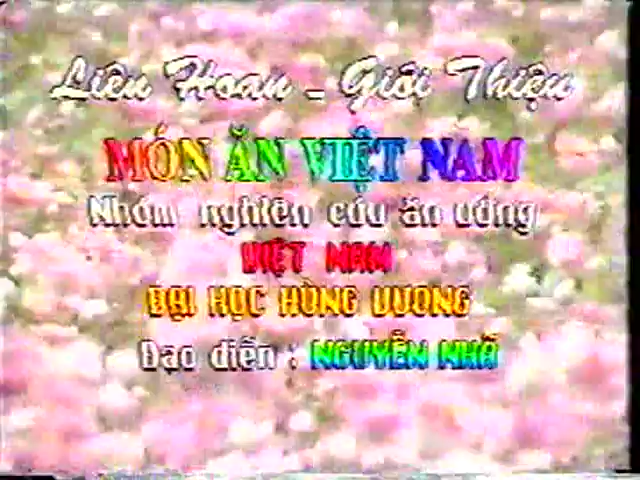 Liên Hoan - Giới Thiệu
MÓN ĂN VIỆT NAM
Nhóm nghiên cứu ăn uống
VIỆT NAM
ĐẠI HỌC HÙNG VƯƠNG
Đạo diễn : NGUYỄN NHÃ